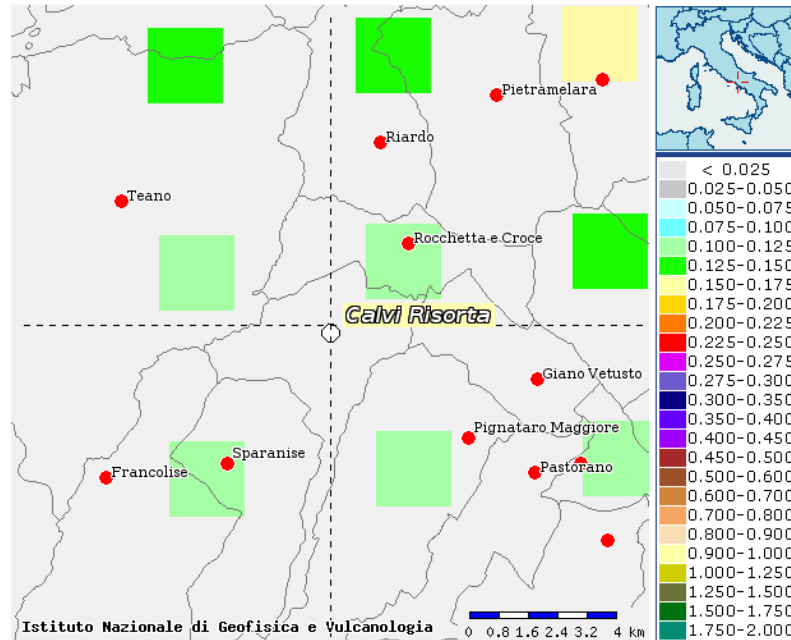 Pietramelara
Riardo
Teano
Rocchetta e Croce
Calvi Risorta
Giano Vetusto
Pignataro Maggiore
Sparanise
Pastorano
Francolise
Istituto Nazionale di Geofisica e Vulcanologia
0 0.8 1.6 2.4 3.2 4 km
< 0.025
0.025-0.050
0.050-0.075
0.075-0.100
0.100-0.125
0.125-0.150
0.150-0.175
0.175-0.200
0.200-0.225
0.225-0.250
0.250-0.275
0.275-0.300
0.300-0.350
0.350-0.400
0.400-0.450
0.450-0.500
0.500-0.600
0.600-0.700
0.700-0.800
0.800-0.900
0.900-1.000
1.000-1.250
1.250-1.500
1.500-1.750
1.750-2.000